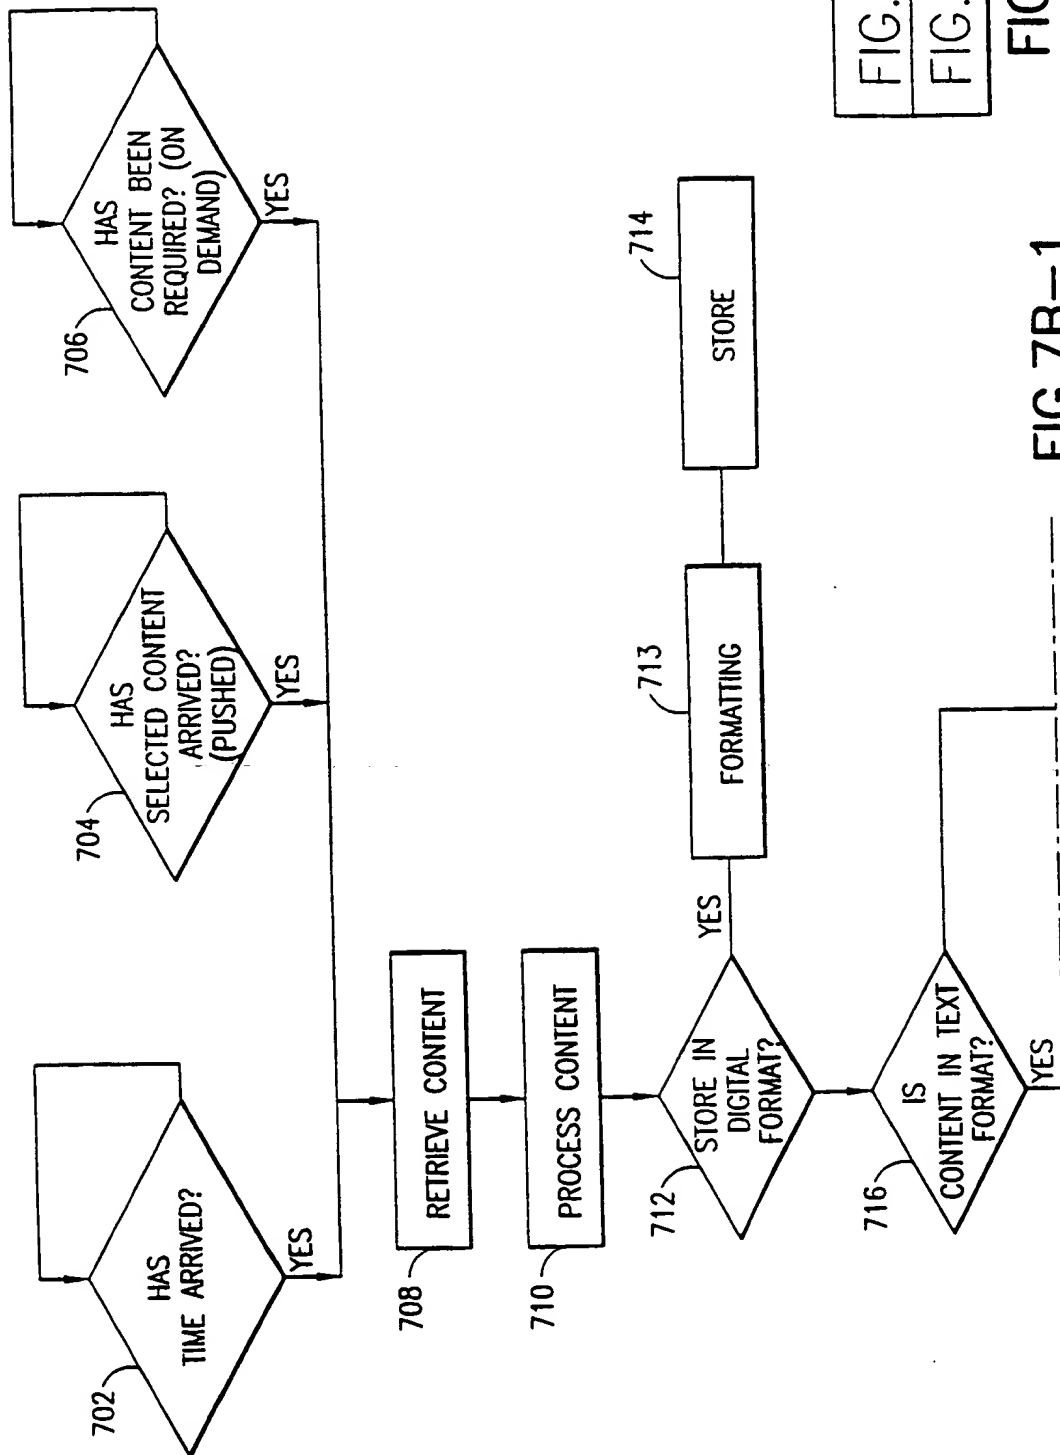 702
HAS
TIME ARRIVED?
YES
704
HAS
SELECTED CONTENT
ARRIVED?
(PUSHED)
YES
706
HAS
CONTENT BEEN
REQUIRED? (ON
DEMAND)
YES
708
RETRIEVE CONTENT
710
PROCESS CONTENT
712
STORE IN
DIGITAL
FORMAT?
YES
713
FORMATTING
714
STORE
716
IS
CONTENT IN TEXT
FORMAT?
YES
FIG.
FIG.
FIG
FIG.7B-1